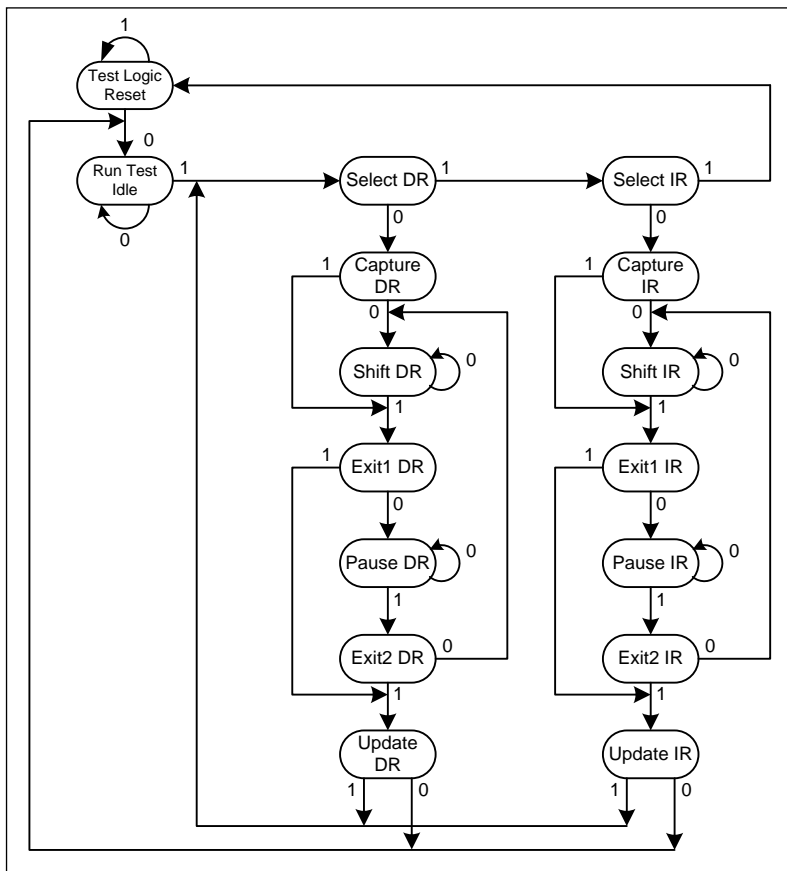 1
Test Logic
Reset
0
Run Test
Idle
1
0
Select DR
1
Select IR
1
0
0
1
Capture
DR
1
Capture
IR
0
0
Shift DR
0
Shift IR
0
1
1
1
Exit1 DR
1
Exit1 IR
0
0
Pause DR
0
Pause IR
0
1
1
Exit2 DR
0
Exit2 IR
0
1
1
Update
DR
Update IR
1
0
1
0